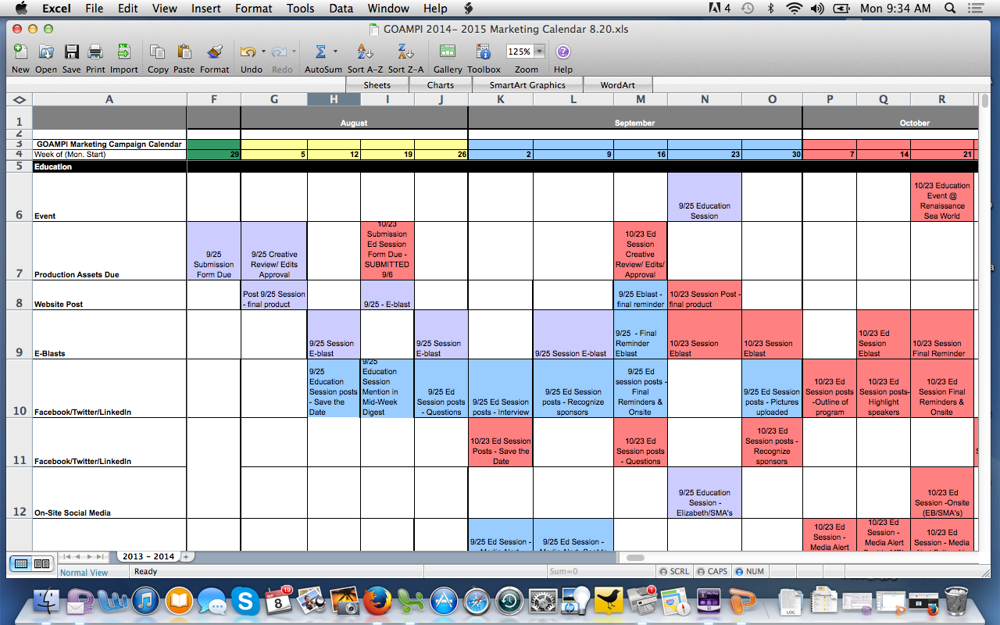 Excel File Edit View Insert Format Tools Data Window Help 4 Mon 9:34 AM
GOAMPI 2014- 2015 Marketing Calendar 8.20.xls
125%
New Open Save Print Import Copy Paste Format Undo Redo AutoSum Sort A-Z Sort Z-A Gallery Toolbox Zoom Help
Sheets Charts SmartArt Graphics WordArt
A F G H I J K L M N O P Q R
1 August September October
2
3 GOAMPI Marketing Campaign Calendar
4 Week of (Mon. Start) 29 5 12 19 26 2 9 16 23 30 7 14 21
5 Education
6 Event
9/25 Education
Session
10/23 Education
Event @
Renaissance
Sea World
7 Production Assets Due
9/25
Submission
Form Due
9/25 Creative
Review/ Edits
Approval
10/23
Submission
Ed Session
Form Due -
SUBMITTED
9/6
10/23 Ed
Session
Creative
Review/ Edits/
Approval
8 Website Post
Post 9/25 Session
- final product
9/25 - E-blast
9/25 Eblast -
final reminder
10/23 Session Post -
final product
9 E-Blasts
9/25 Session
E-blast
9/25 Session
E-blast
9/25 Session E-blast
9/25 - Final
Reminder
Eblast
10/23 Session
Eblast
10/23 Session
Eblast
10/23 Ed
Session
Eblast
10/23 Session
Final Reminder
10 Facebook/Twitter/LinkedIn
9/25
Education
Session posts
- Save the
Date
9/25
Education
Session
Mention in
Mid-Week
Digest
9/25 Ed
Session posts
- Questions
9/25 Ed Session
posts - Interview
9/25 Ed Session
posts - Recognize
sponsors
9/25 Ed
session posts -
Final
Reminders &
Onsite
9/25 Ed Session
posts - Pictures
uploaded
10/23 Ed
Session posts
-Outline of
program
10/23 Ed
Session posts-
Highlight
speakers
10/23 Ed
Session Final
Reminders &
Onsite
11 Facebook/Twitter/LinkedIn
10/23 Ed Session
Posts - Save the
Date
10/23 Ed
Session posts
- Questions
10/23 Ed
Session posts -
Recognize
sponsors
12 On-Site Social Media
9/25 Education
Session -
Elizabeth/SMA's
10/23 Ed
Session -Onsite
(EB/SMA's)
9/25 Ed Session -
9/25 Ed Session -
10/23 Ed
Session -
Media Alert
10/23 Ed
Session -
Media Alert
10/23 Ed
Session - Media
2013 - 2014 +
Normal View Ready Sum=0 SCRL CAPS NUM
19
SEP
8
1
LOG